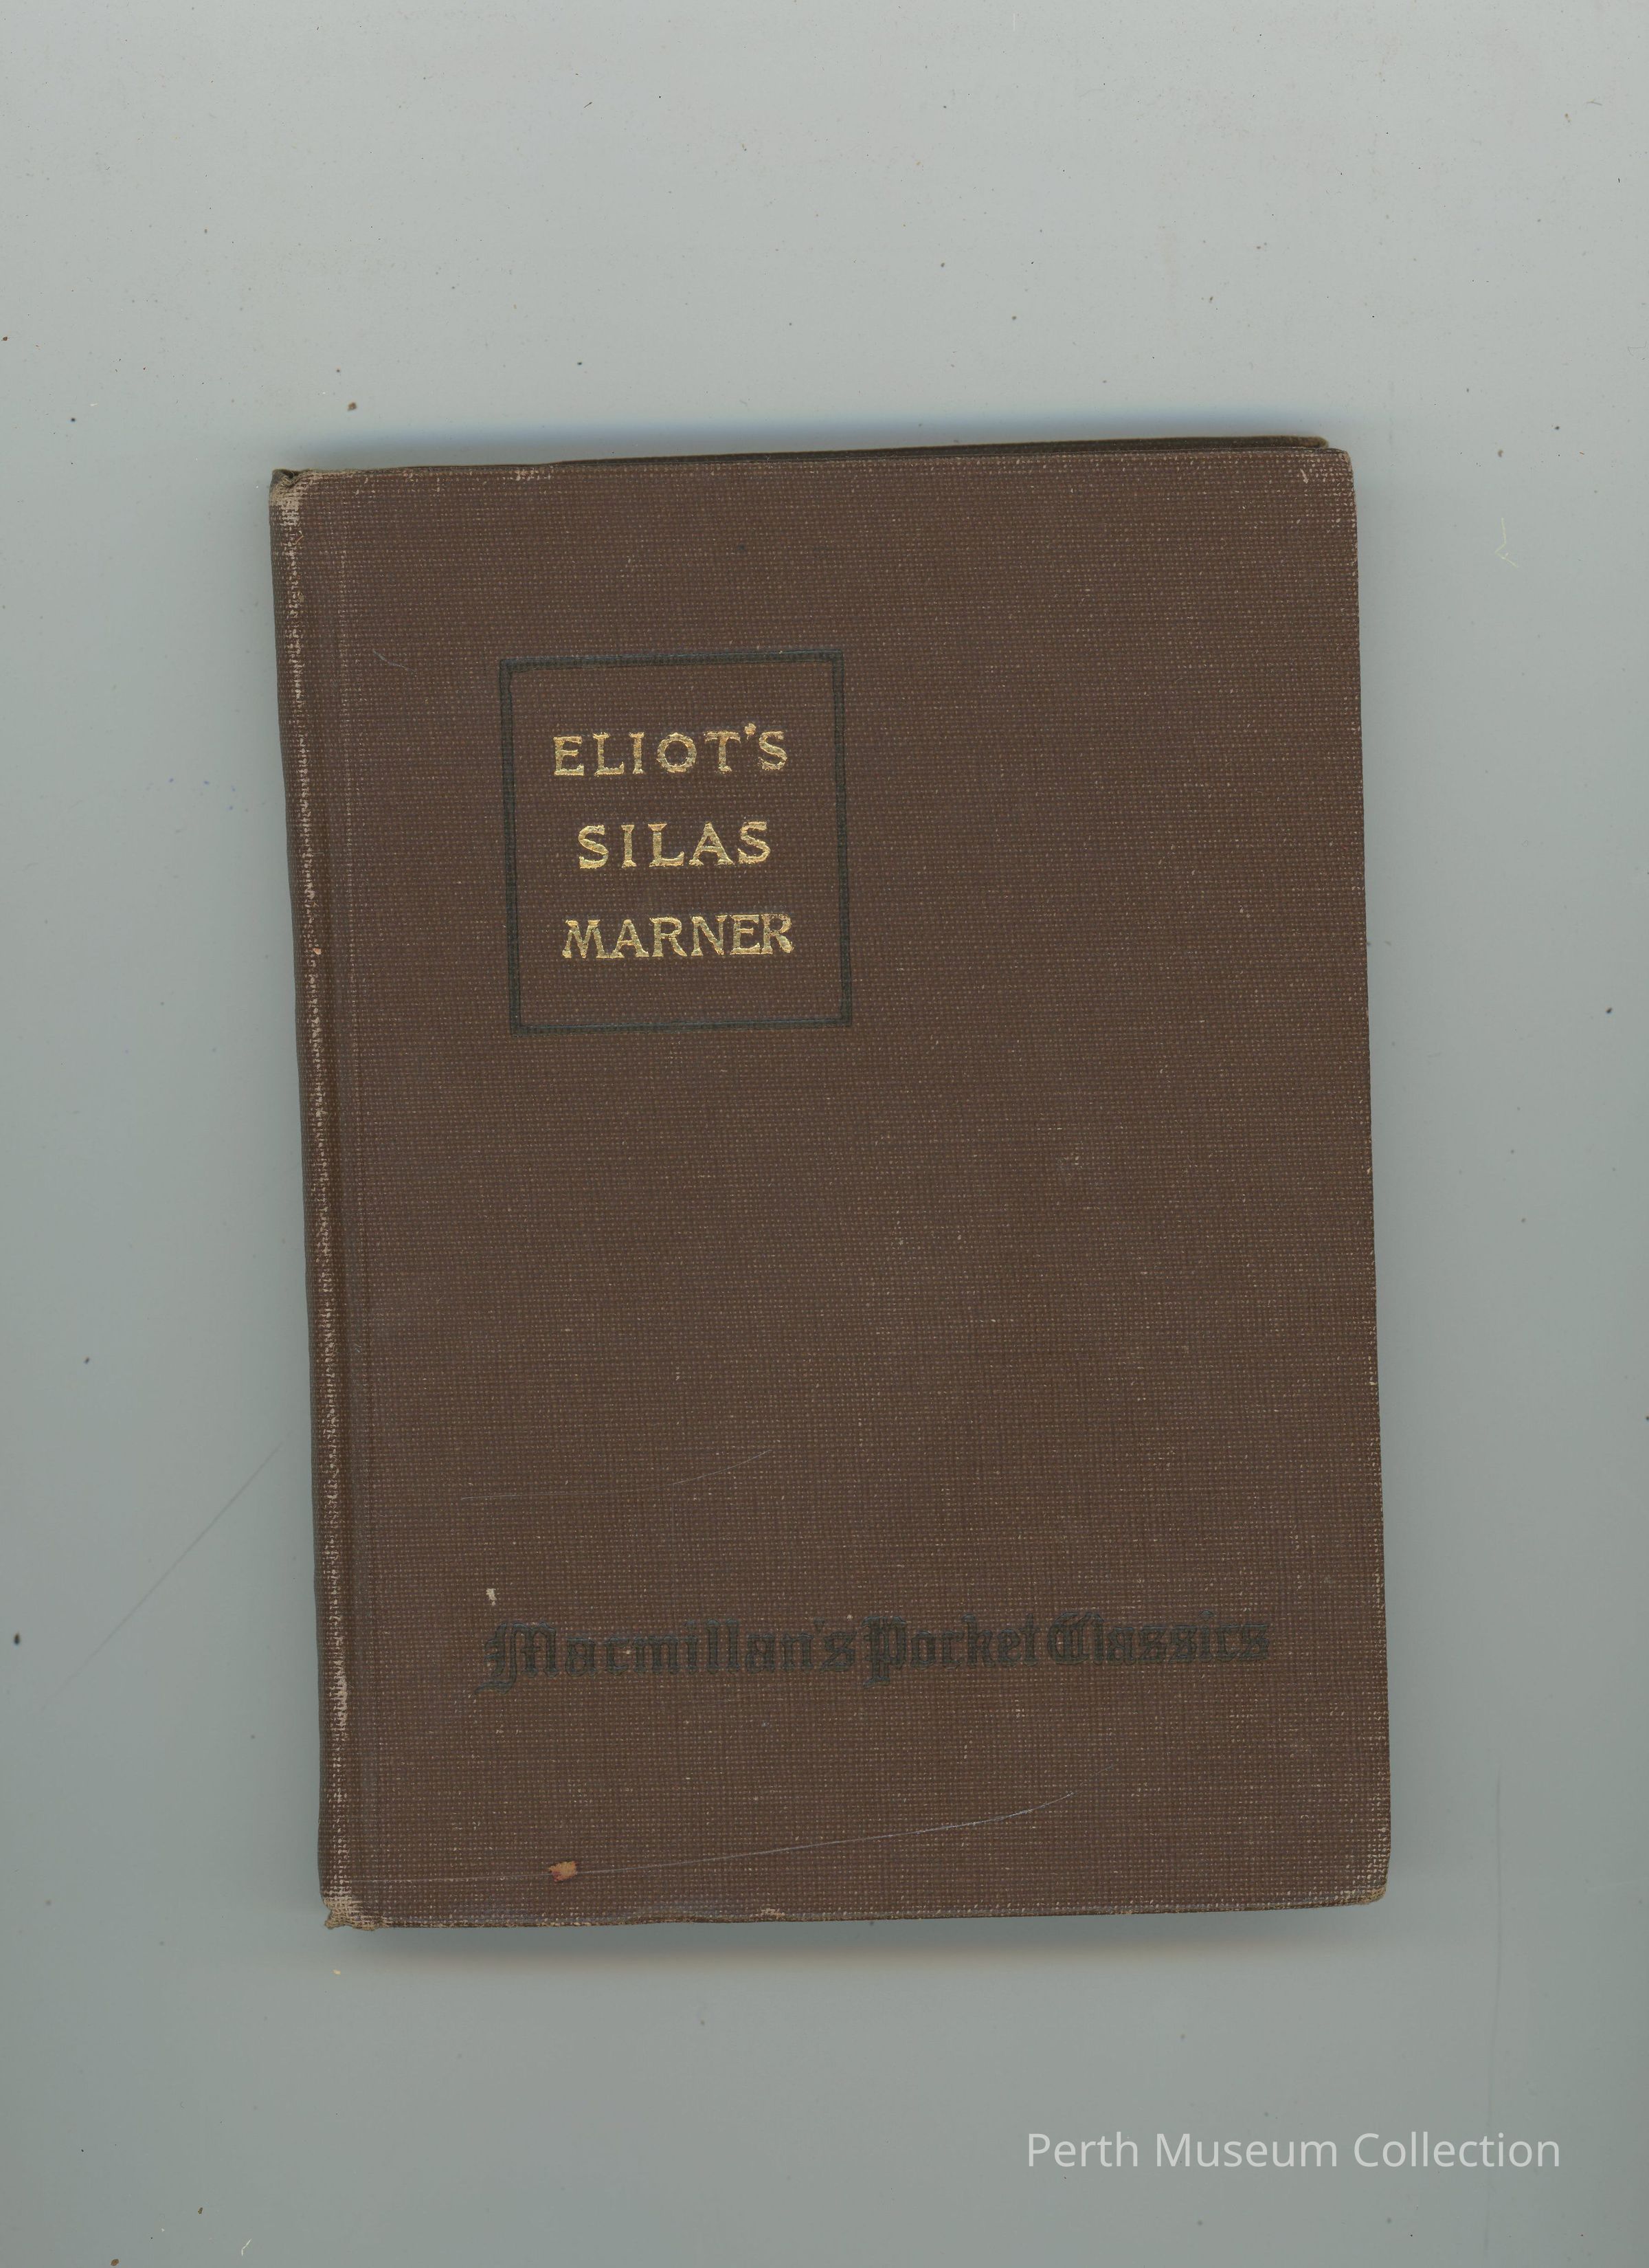 ELIOT'S
SILAS
MARNER
Macmillan's Pocket Classics
Perth Museum Collection